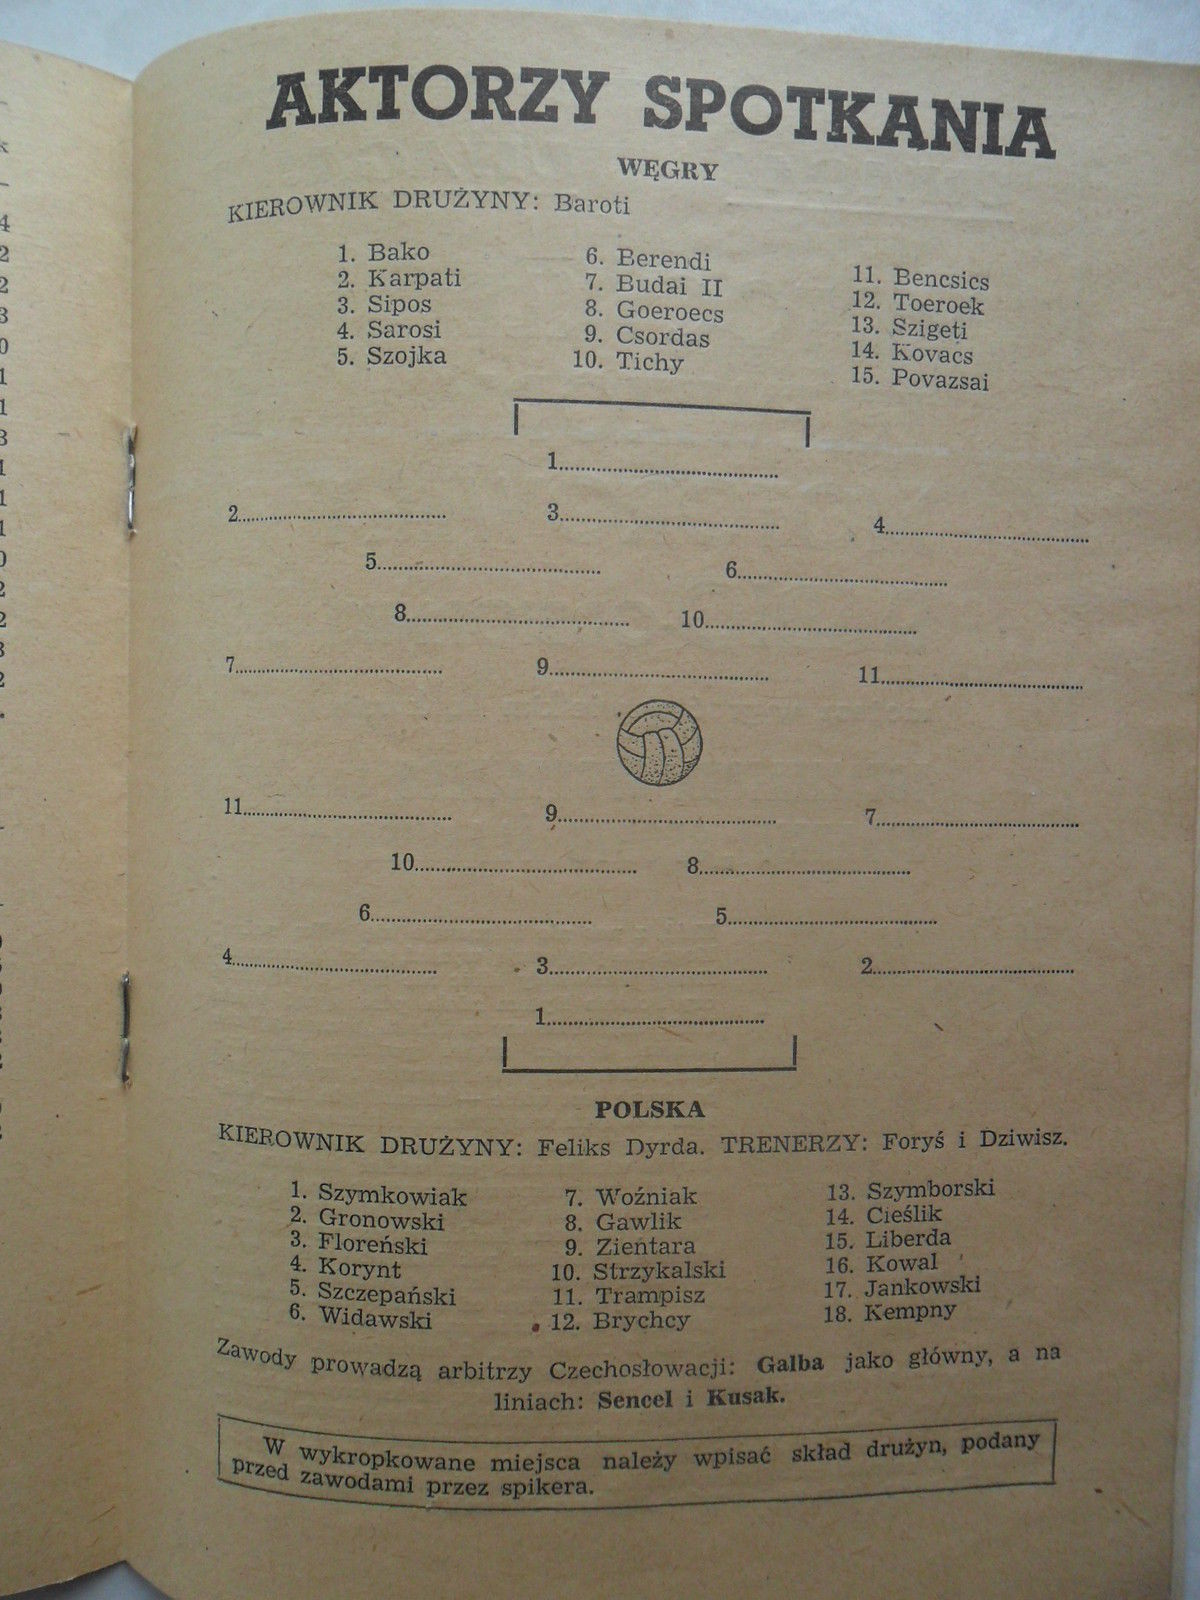 AKTORZY SPOTKANIA
WĘGRY
KIEROWNIK DRUŻYNY: Baroti
1. Bako
2. Karpati
3. Sipos
4. Sarosi
5. Szojka
6. Berendi
7. Budai II
8. Goeroecs
9. Csordas
10. Tichy
11. Bencsics
12. Toeroek
13. Szigeti
14. Kovacs
15. Povazsai
1
2 3 4
5 6
8 10
7 9 11
11 9 7
10 8
6 5
4 3 2
1
POLSKA
KIEROWNIK DRUŻYNY: Feliks Dyrda. TRENERZY: Foryś i Dziwisz.
1. Szymkowiak
2. Gronowski
3. Floreński
4. Korynt
5. Szczepański
6. Widawski
7. Woźniak
8. Gawlik
9. Zientara
10. Strzykalski
11. Trampisz
12. Brychcy
13. Szymborski
14. Cieślik
15. Liberda
16. Kowal
17. Jankowski
18. Kempny
Zawody prowadzą arbitrzy Czechosłowacji: Galba jako główny, a na
liniach: Sencel i Kusak.
W wykropkowane miejsca należy wpisać skład drużyn, podany
przed zawodami przez spikera.